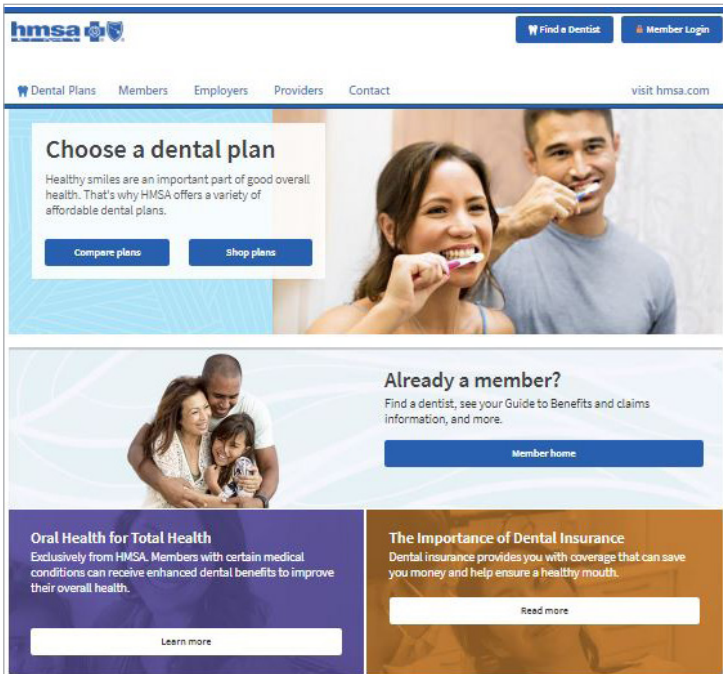 hmsa
Find a Dentist
Member Login
Dental Plans Members Employers Providers Contact visit hmsa.com
Choose a dental plan
Healthy smiles are an important part of good overall
health. That's why HMSA offers a variety of
affordable dental plans.
Compare plans Shop plans
Already a member?
Find a dentist, see your Guide to Benefits and claims
information, and more.
Member home
Oral Health for Total Health
Exclusively from HMSA. Members with certain medical
conditions can receive enhanced dental benefits to improve
their overall health.
Learn more
The Importance of Dental Insurance
Dental insurance provides you with coverage that can save
you money and help ensure a healthy mouth.
Read more